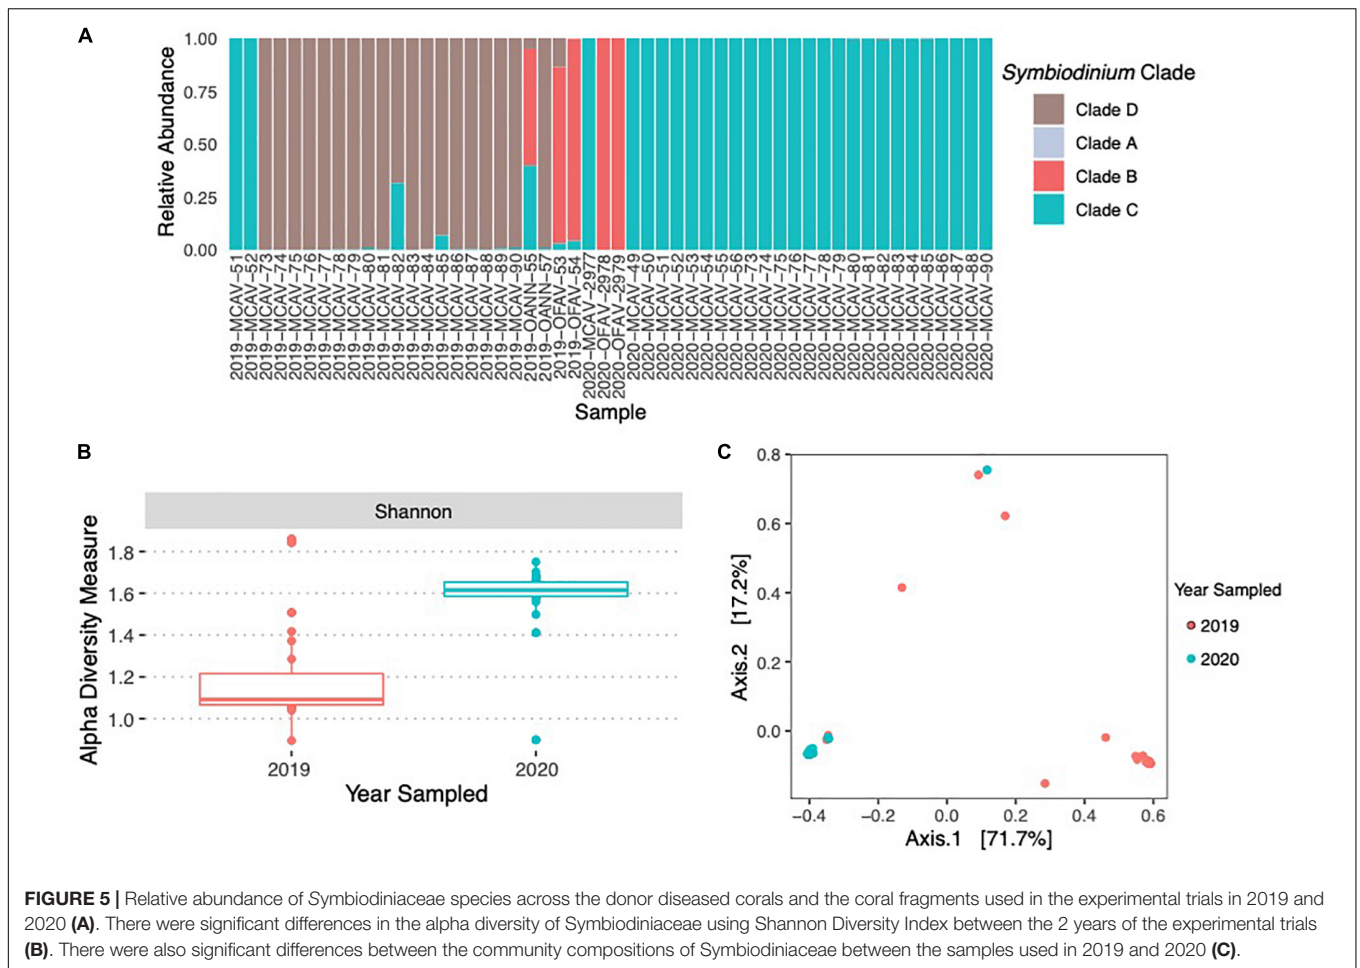 A
Relative Abundance
1.00
0.75
0.50
0.25
0.00
2019-MCAV-51
2019-MCAV-52
2019-MCAV-73
2019-MCAV-74
2019-MCAV-75
2019-MCAV-76
2019-MCAV-77
2019-MCAV-78
2019-MCAV-79
2019-MCAV-80
2019-MCAV-81
2019-MCAV-82
2019-MCAV-83
2019-MCAV-84
2019-MCAV-85
2019-MCAV-86
2019-MCAV-87
2019-MCAV-88
2019-MCAV-89
2019-MCAV-90
2019-OANN-55
2019-OANN-57
2019-OFAV-53
2019-OFAV-54
2020-MCAV-2977
2020-OFAV-2978
2020-OFAV-2979
2020-MCAV-49
2020-MCAV-50
2020-MCAV-51
2020-MCAV-52
2020-MCAV-53
2020-MCAV-54
2020-MCAV-55
2020-MCAV-56
2020-MCAV-73
2020-MCAV-74
2020-MCAV-75
2020-MCAV-76
2020-MCAV-77
2020-MCAV-78
2020-MCAV-79
2020-MCAV-80
2020-MCAV-81
2020-MCAV-82
2020-MCAV-83
2020-MCAV-84
2020-MCAV-85
2020-MCAV-86
2020-MCAV-87
2020-MCAV-88
2020-MCAV-90
Sample
Symbiodinium Clade
Clade D
Clade A
Clade B
Clade C
B
Shannon
Alpha Diversity Measure
1.8
1.6
1.4
1.2
1.0
2019
2020
Year Sampled
C
Axis.2 [17.2%]
0.8
0.6
0.4
0.2
0.0
−0.4
−0.2
0.0
0.2
0.4
0.6
Axis.1 [71.7%]
Year Sampled
2019
2020
FIGURE 5 | Relative abundance of Symbiodiniaceae species across the donor diseased corals and the coral fragments used in the experimental trials in 2019 and
2020 (A). There were significant differences in the alpha diversity of Symbiodiniaceae using Shannon Diversity Index between the 2 years of the experimental trials
(B). There were also significant differences between the community compositions of Symbiodiniaceae between the samples used in 2019 and 2020 (C).